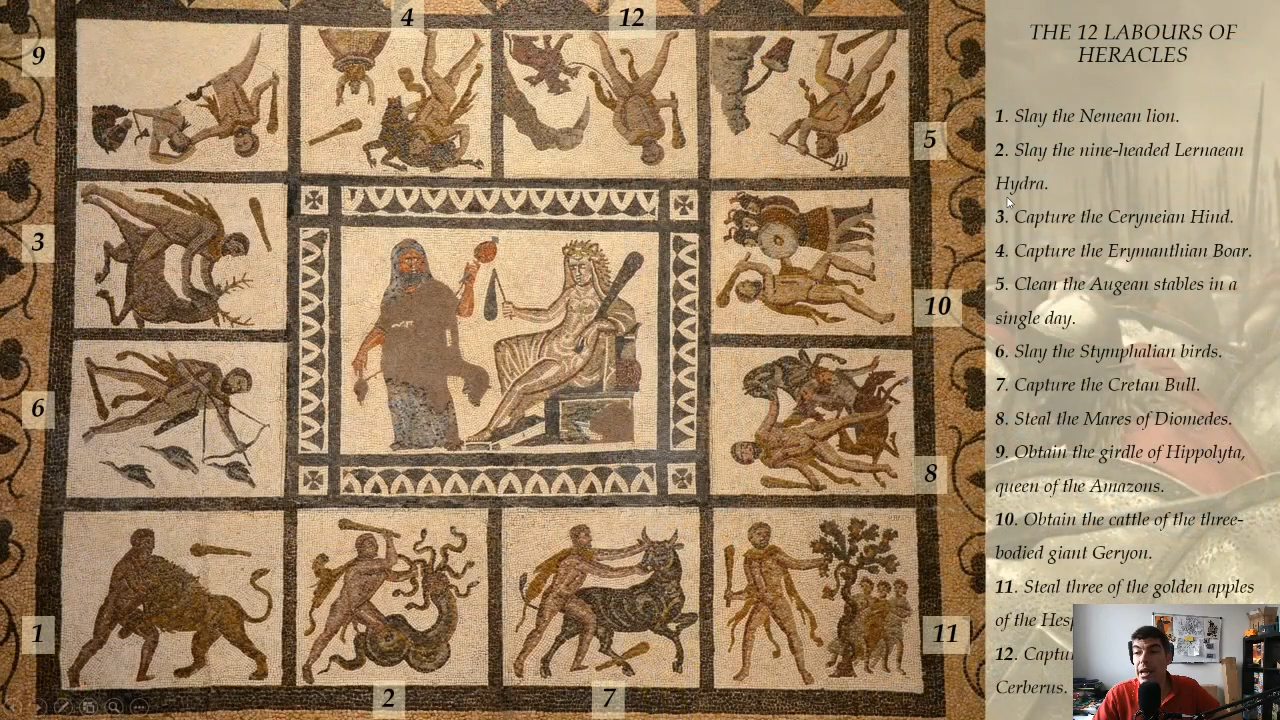 4
12
9
5
3
10
6
8
1
11
2
7
THE 12 LABOURS OF
HERACLES
1. Slay the Nemean lion.
2. Slay the nine-headed Lernaean
Hydra.
3. Capture the Ceryneian Hind.
4. Capture the Erymanthian Boar.
5. Clean the Augean stables in a
single day.
6. Slay the Stymphalian birds.
7. Capture the Cretan Bull.
8. Steal the Mares of Diomedes.
9. Obtain the girdle of Hippolyta,
queen of the Amazons.
10. Obtain the cattle of the three-
bodied giant Geryon.
11. Steal three of the golden apples
of the Hesp
12. Captu
Cerberus.